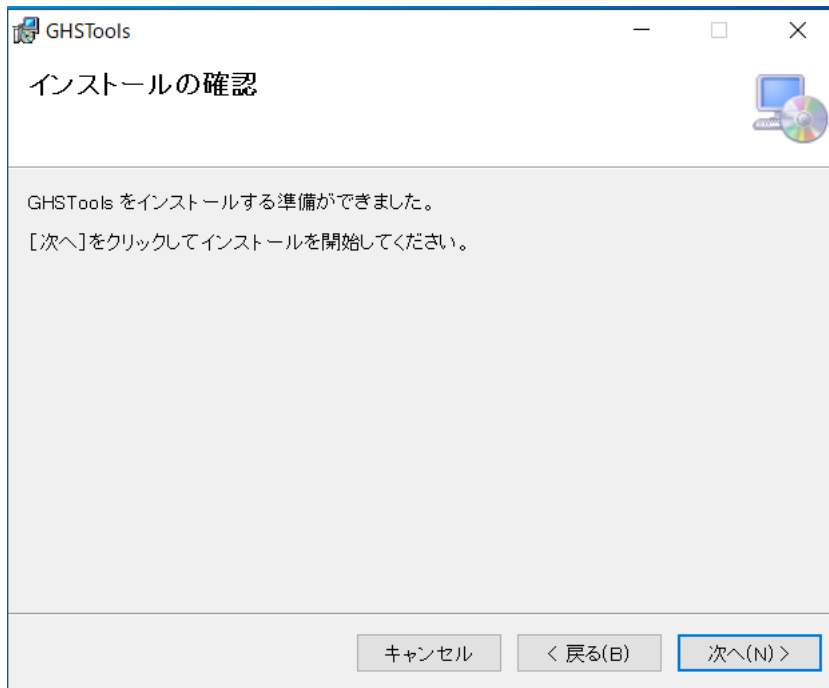 GHSTools
インストールの確認
GHSTools をインストールする準備ができました。
[次へ]をクリックしてインストールを開始してください。
キャンセル
< 戻る(B)
次へ(N) >